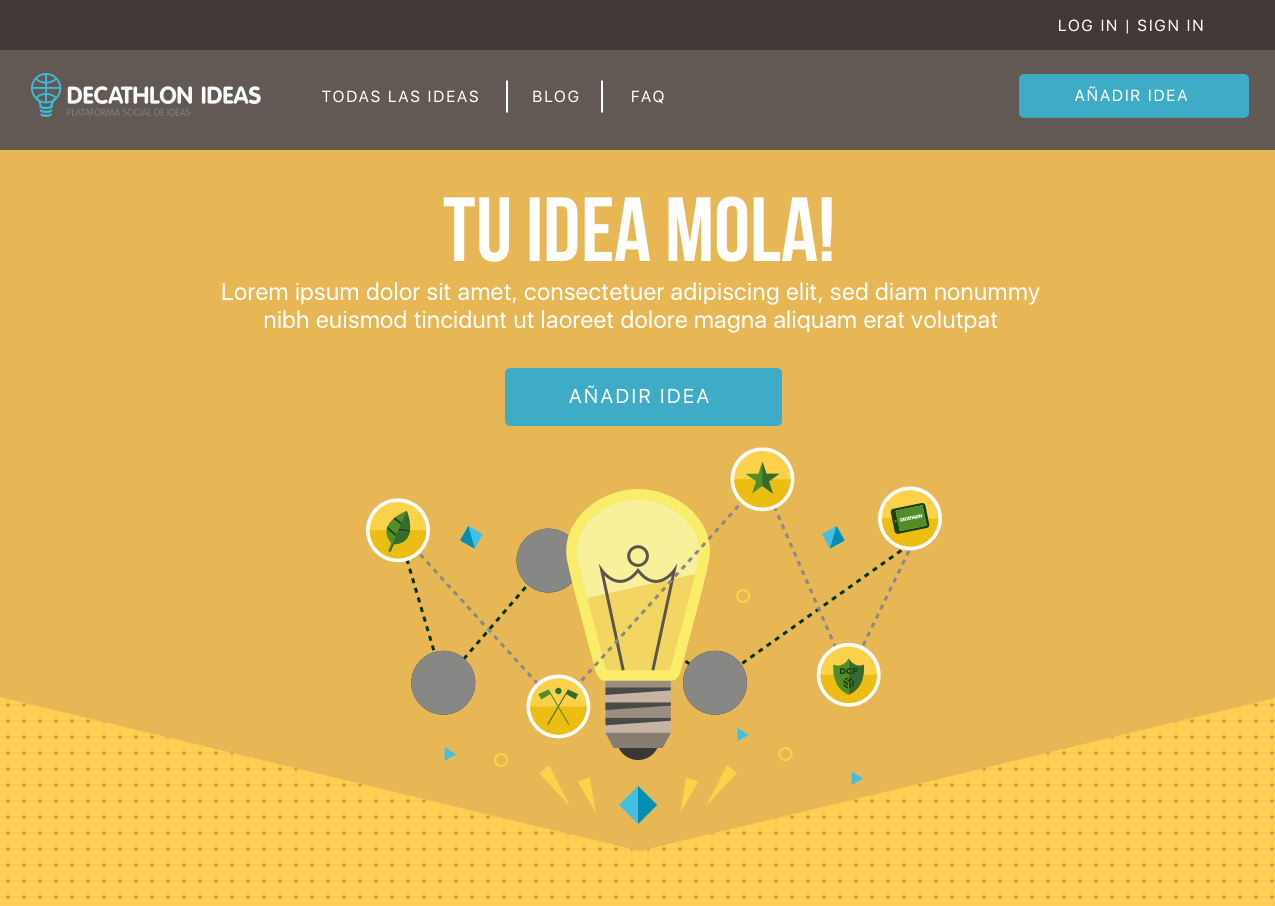 LOG IN | SIGN IN
DECATHLON IDEAS
PLATAFORMA SOCIAL DE IDEAS
TODAS LAS IDEAS
BLOG
FAQ
AÑADIR IDEA
TU IDEA MOLA!
Lorem ipsum dolor sit amet, consectetuer adipiscing elit, sed diam nonummy
nibh euismod tincidunt ut laoreet dolore magna aliquam erat volutpat
AÑADIR IDEA
DECATHLON
DCF